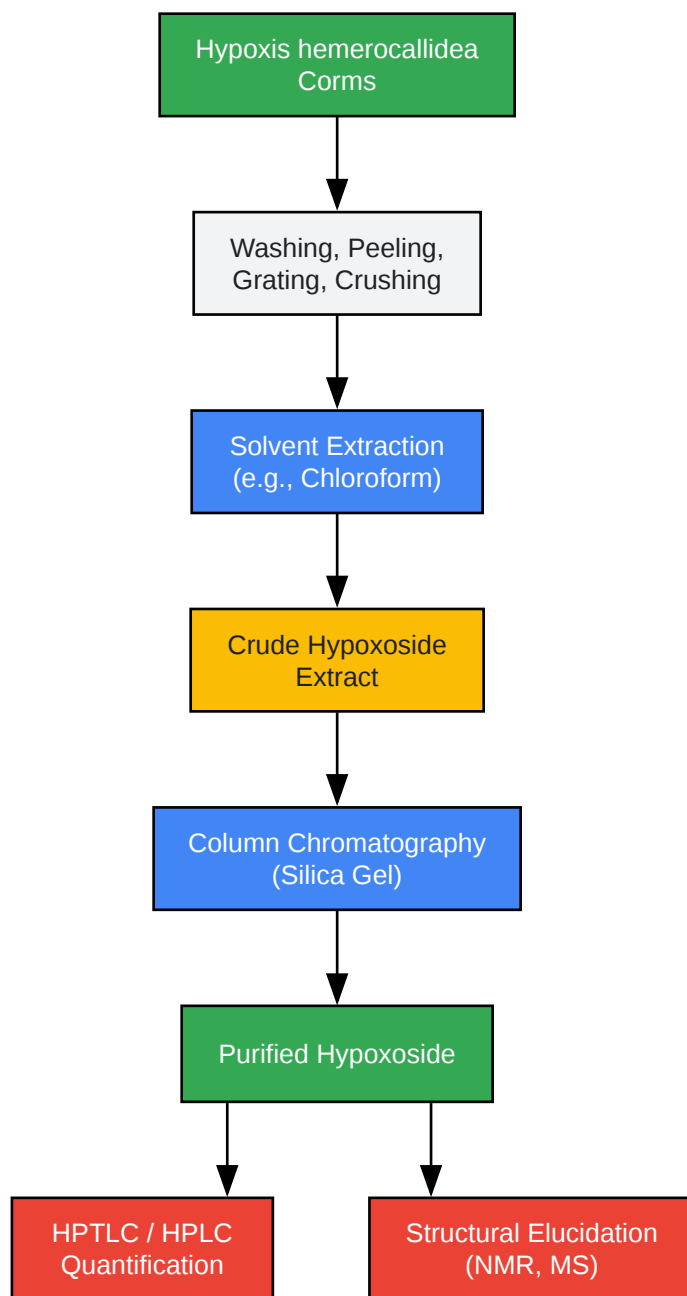 Hypoxis hemerocallidea
Corms
Washing, Peeling,
Grating, Crushing
Solvent Extraction
(e.g., Chloroform)
Crude Hypoxoside
Extract
Column Chromatography
(Silica Gel)
Purified Hypoxoside
HPTLC / HPLC
Quantification
Structural Elucidation
(NMR, MS)